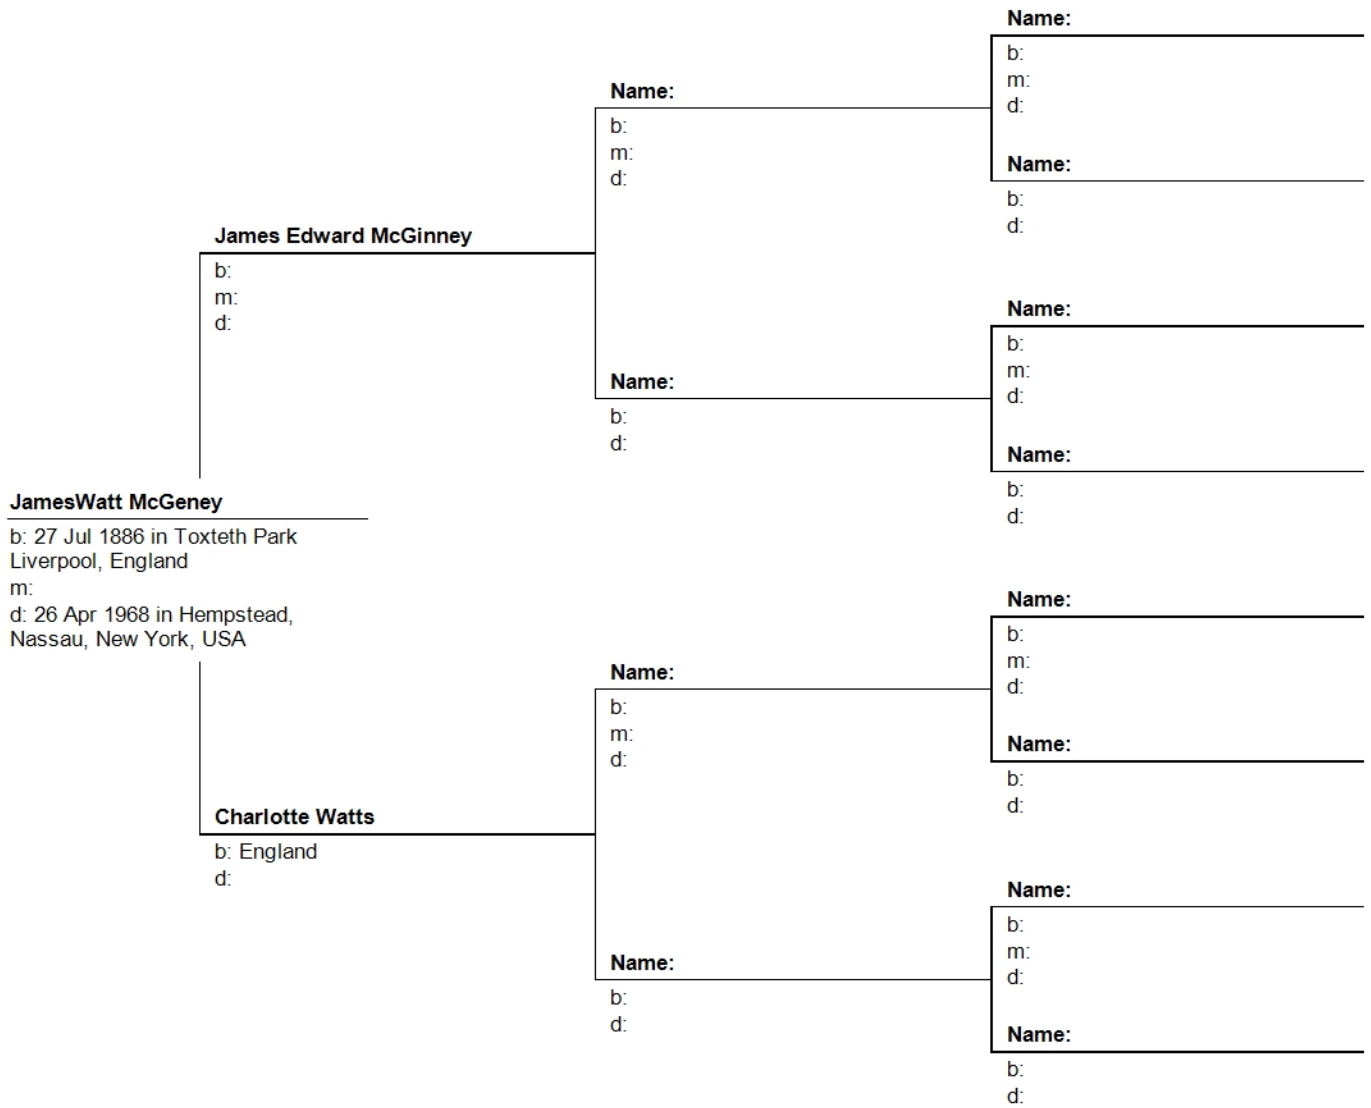 JamesWatt McGeney
b: 27 Jul 1886 in Toxteth Park
Liverpool, England
m:
d: 26 Apr 1968 in Hempstead,
Nassau, New York, USA
James Edward McGinney
b:
m:
d:
Charlotte Watts
b: England
d:
Name:
b:
m:
d:
Name:
b:
d:
Name:
b:
m:
d:
Name:
b:
d:
Name:
b:
m:
d:
Name:
b:
d:
Name:
b:
m:
d:
Name:
b:
d:
Name:
b:
m:
d:
Name:
b:
d:
Name:
b:
m:
d:
Name:
b:
d: